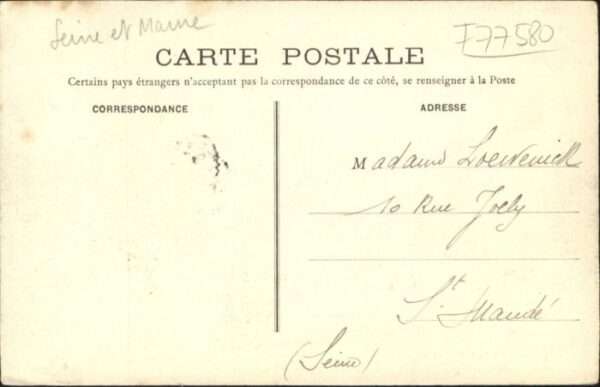 Seine et Marne
F77580
CARTE POSTALE
Certains pays étrangers n'acceptant pas la correspondance de ce côté, se renseigner à la Poste
CORRESPONDANCE
ADRESSE
Madame Loewenick
10 Rue Joly
St Mandé
(Seine)